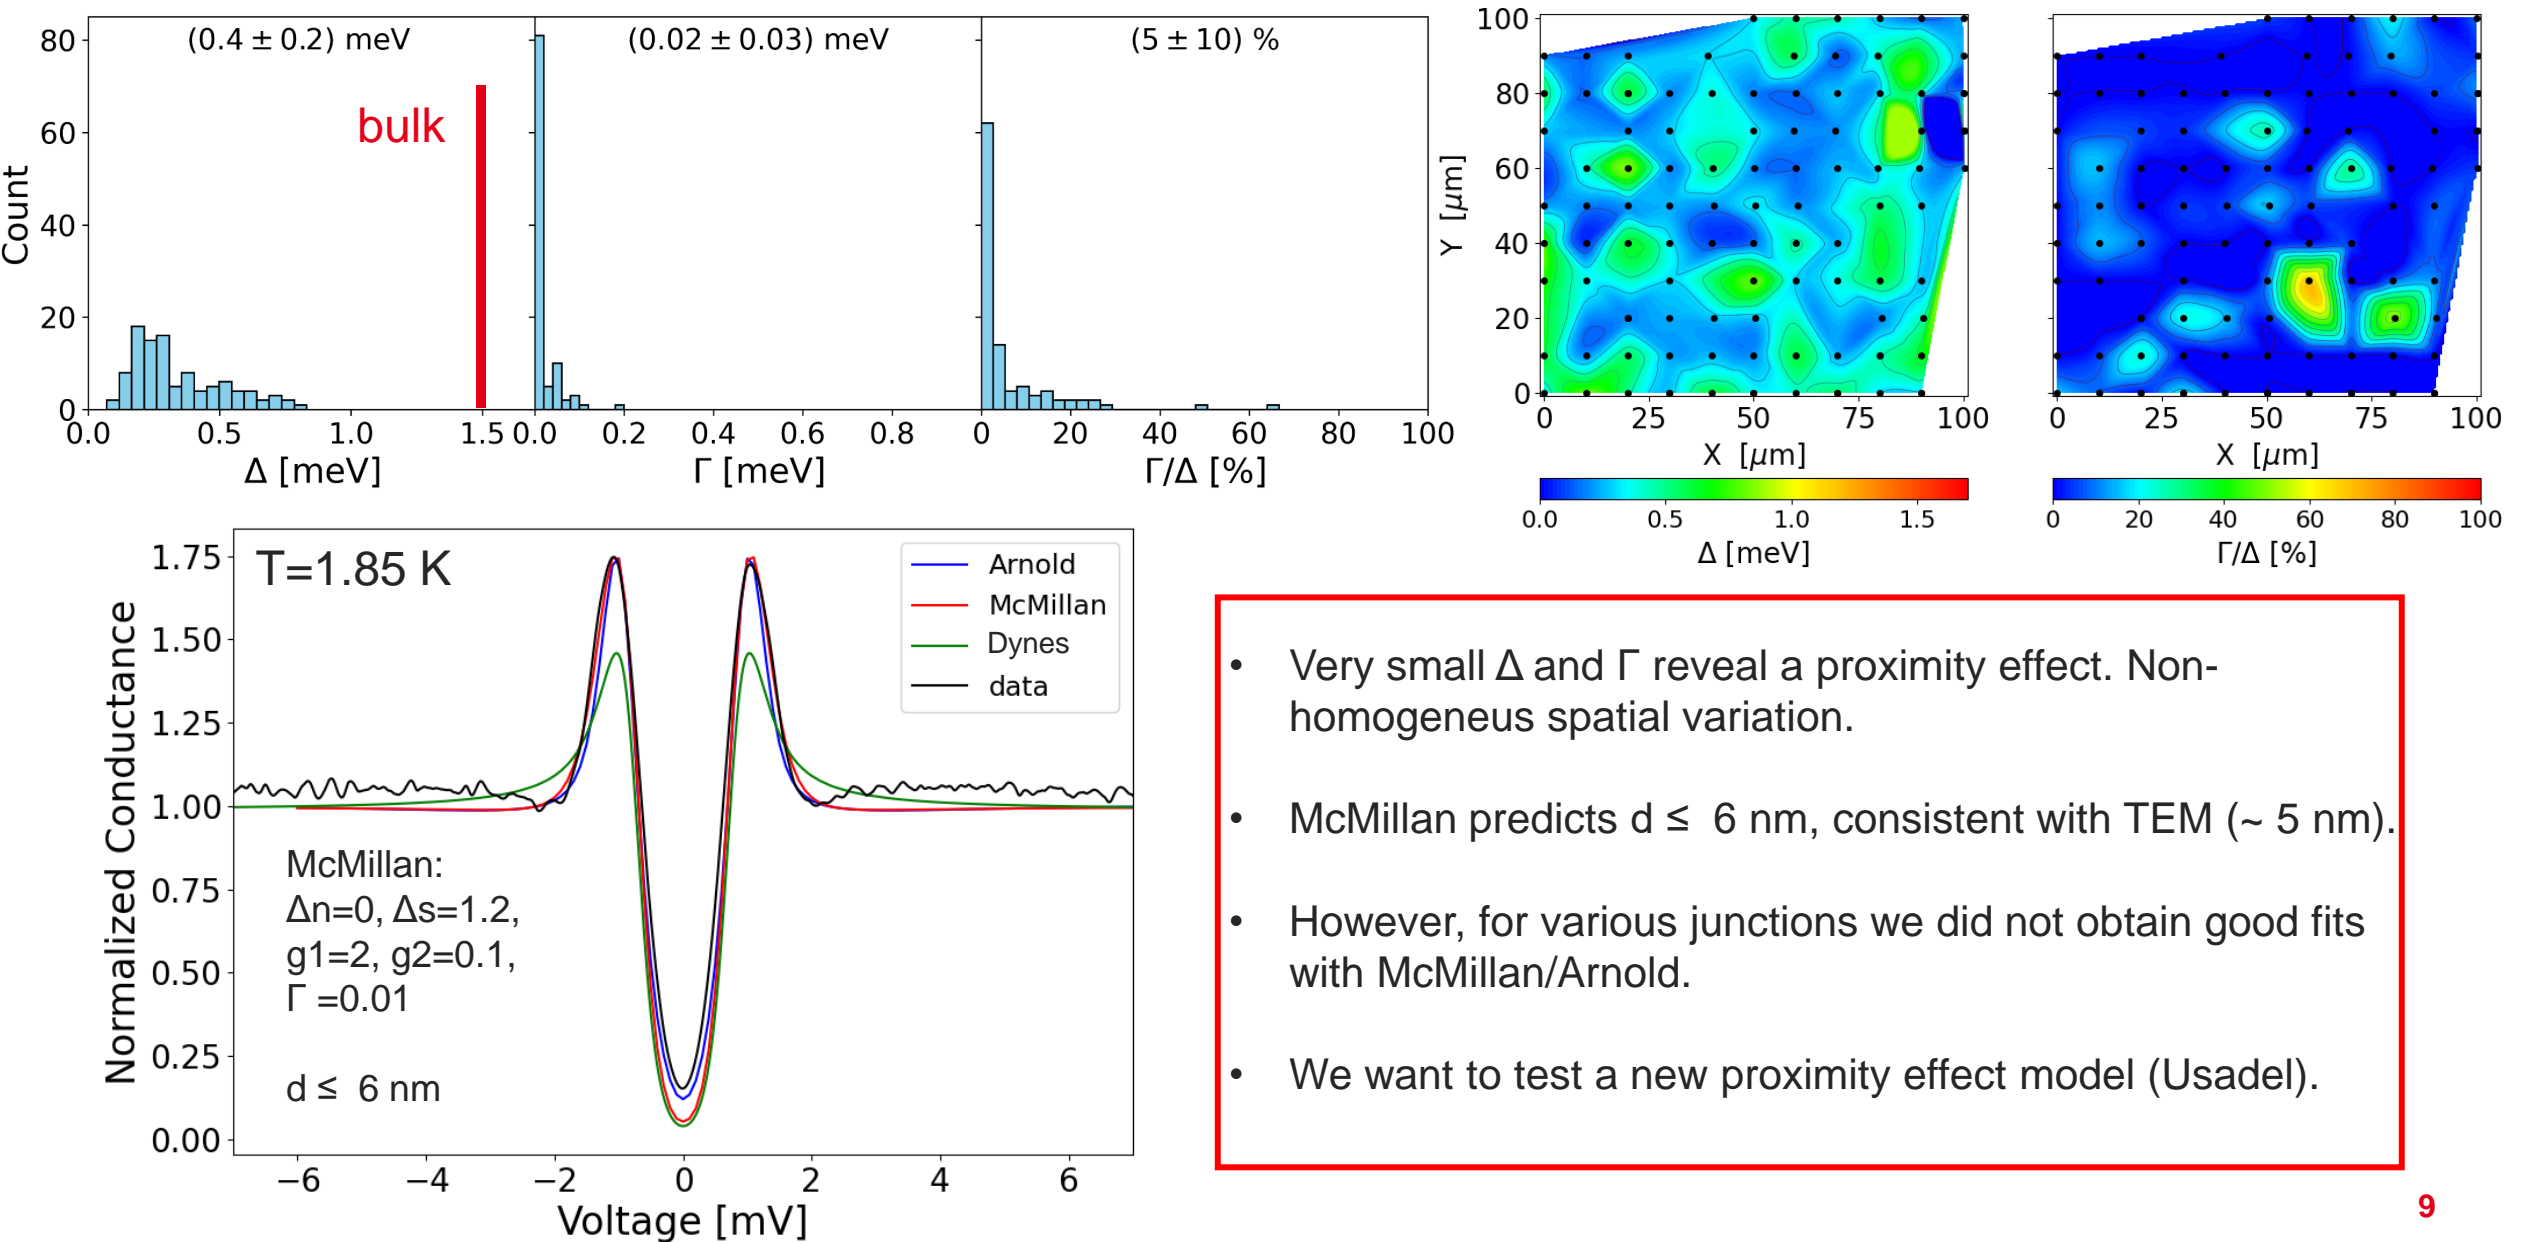 (0.4 ± 0.2) meV
(0.02 ± 0.03) meV
(5 ± 10) %
bulk
Count
80
60
40
20
0
0.0 0.5 1.0 1.5
0.0 0.2 0.4 0.6 0.8
0 20 40 60 80 100
Δ [meV]
Γ [meV]
Γ/Δ [%]
Y [μm]
100
80
60
40
20
0
0 25 50 75 100
0 25 50 75 100
X [μm]
X [μm]
0.0 0.5 1.0 1.5
0 20 40 60 80 100
Δ [meV]
Γ/Δ [%]
T=1.85 K
Arnold
McMillan
Dynes
data
Normalized Conductance
1.75
1.50
1.25
1.00
0.75
0.50
0.25
0.00
McMillan:
Δn=0, Δs=1.2,
g1=2, g2=0.1,
Γ =0.01
d ≤ 6 nm
−6 −4 −2 0 2 4 6
Voltage [mV]
• Very small Δ and Γ reveal a proximity effect. Non-
homogeneus spatial variation.
• McMillan predicts d ≤ 6 nm, consistent with TEM (~ 5 nm).
• However, for various junctions we did not obtain good fits
with McMillan/Arnold.
• We want to test a new proximity effect model (Usadel).
9